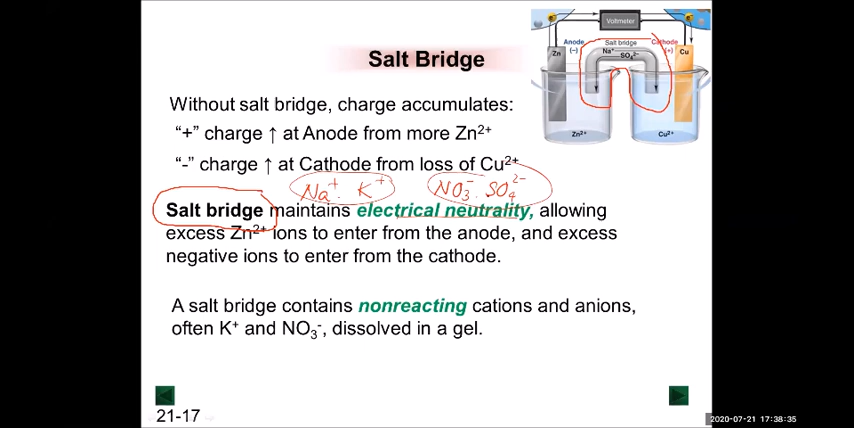 Voltmeter
Anode
(–)
Salt bridge
Cathode
(+)
Zn
Na⁺
SO₄²⁻
Cu
Zn²⁺
Cu²⁺
Salt Bridge
Without salt bridge, charge accumulates:
“+” charge ↑ at Anode from more Zn²⁺
“-” charge ↑ at Cathode from loss of Cu²⁺
Na⁺. K⁺ NO₃⁻. SO₄²⁻
Salt bridge maintains electrical neutrality, allowing
excess Zn²⁺ ions to enter from the anode, and excess
negative ions to enter from the cathode.
A salt bridge contains nonreacting cations and anions,
often K⁺ and NO₃⁻, dissolved in a gel.
21-17
2020-07-21 17:38:35